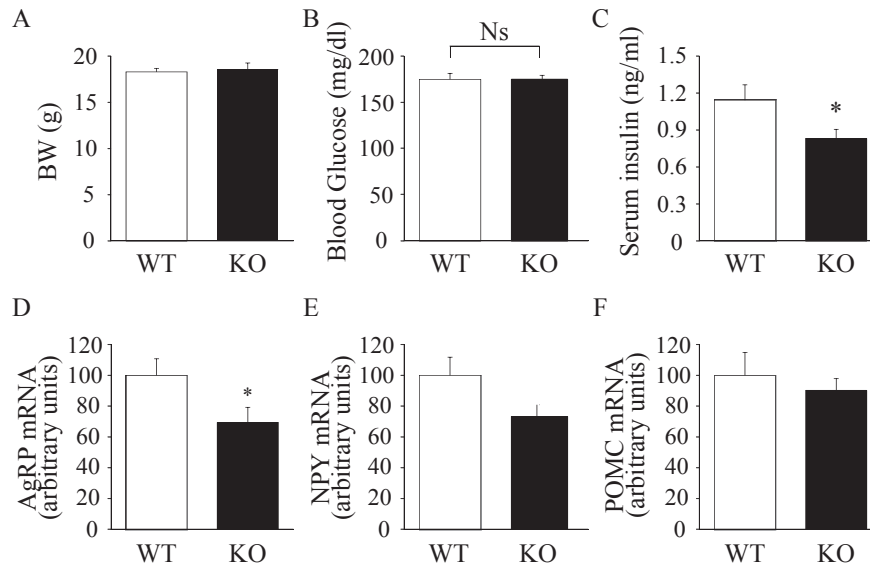 A
BW (g)
20
15
10
5
0
WT KO
B
Blood Glucose (mg/dl)
Ns
200
150
100
50
0
WT KO
C
Serum insulin (ng/ml)
1.5
1.2
0.9
0.6
0.3
0
*
WT KO
D
AgRP mRNA
(arbitrary units)
120
100
80
60
40
20
0
*
WT KO
E
NPY mRNA
(arbitrary units)
120
100
80
60
40
20
0
WT KO
F
POMC mRNA
(arbitrary units)
120
100
80
60
40
20
0
WT KO